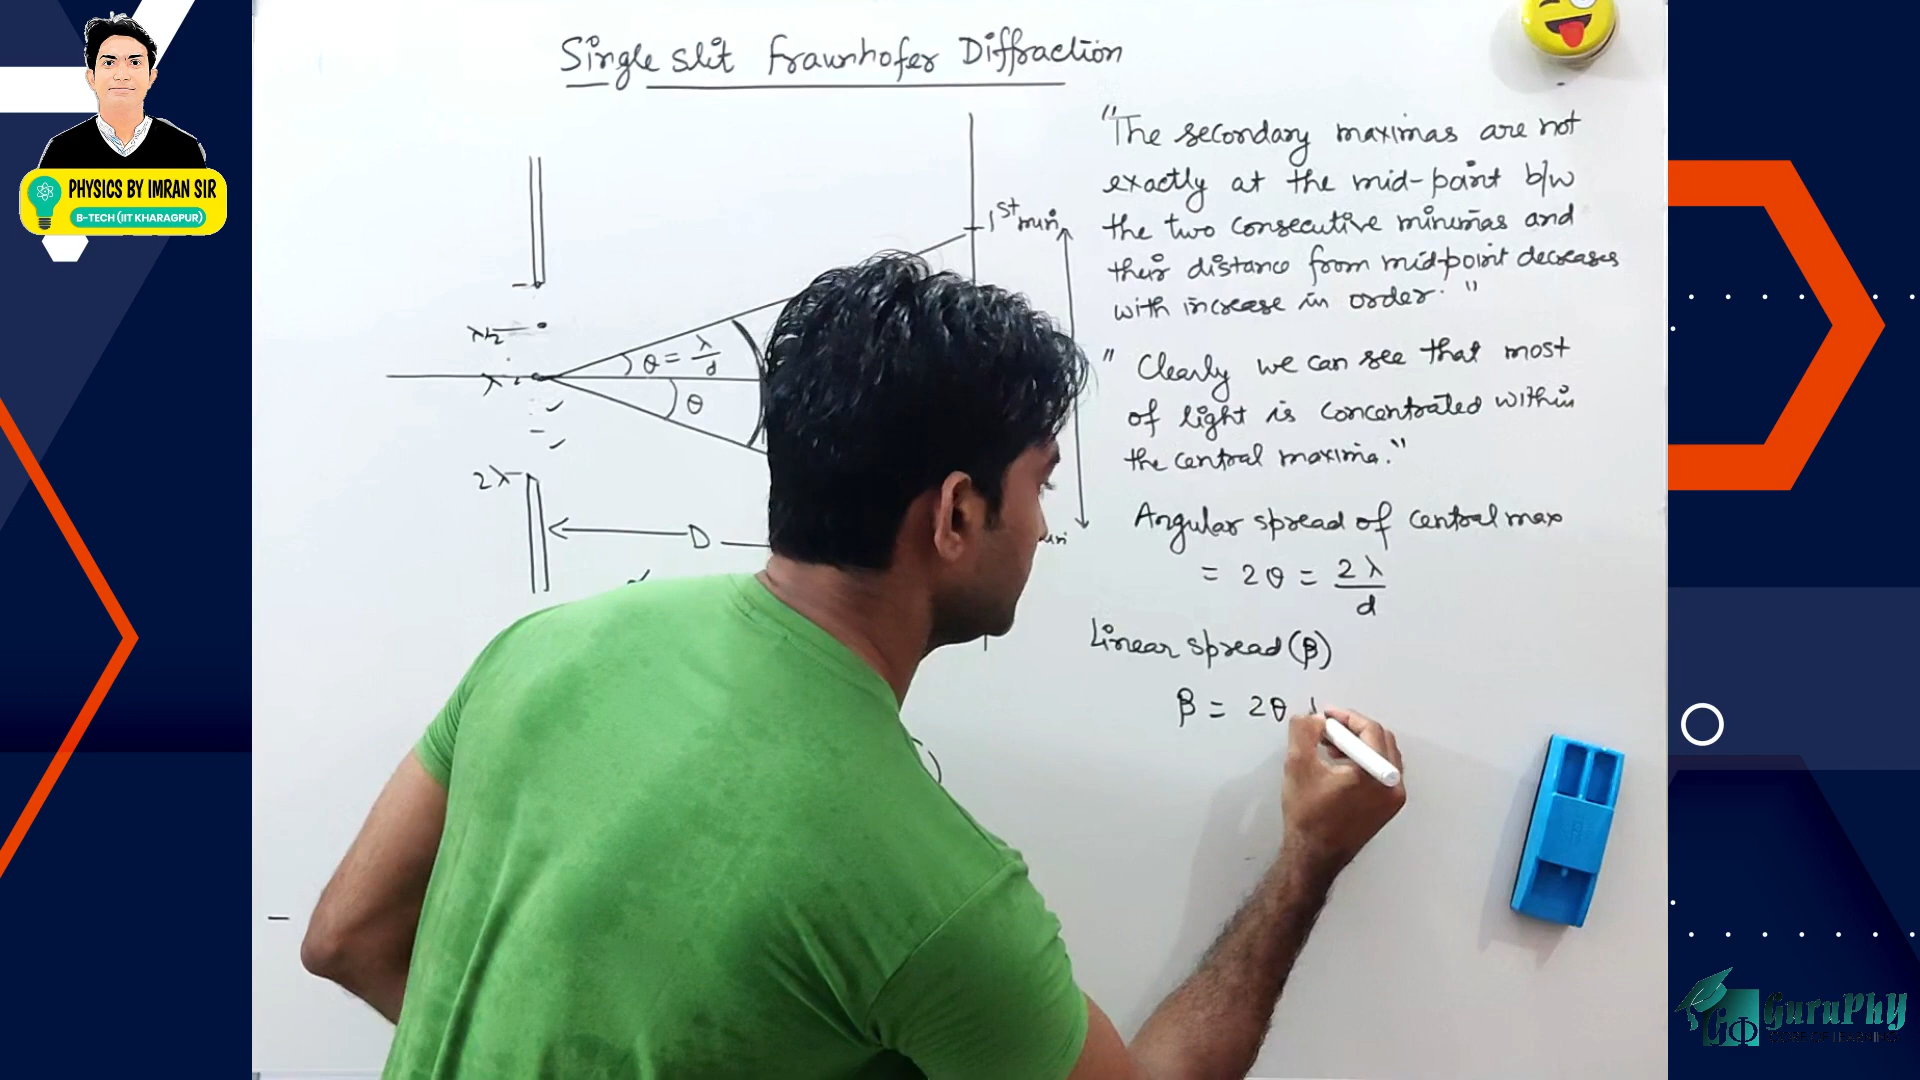 PHYSICS BY IMRAN SIR
B-TECH (IIT KHARAGPUR)
Single slit Fraunhofer Diffraction
1st min
λ/2
θ = λ/d
λ
θ
2λ
D
"The secondary maximas are not
exactly at the mid-point b/w
the two consecutive minimas and
their distance from midpoint decreases
with increase in order."
"Clearly we can see that most
of light is concentrated within
the central maxima."
Angular spread of central max
= 2θ = 2λ/d
Linear spread (β)
β = 2θ
GuruPhy